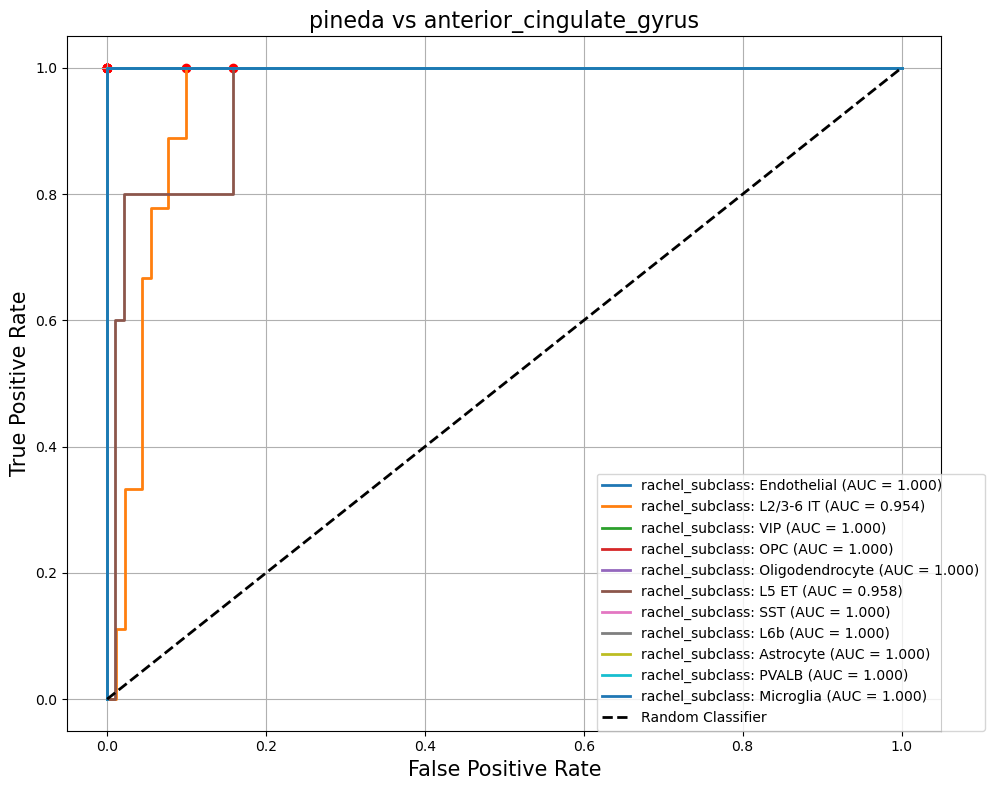 pineda vs anterior_cingulate_gyrus
True Positive Rate
1.0
0.8
0.6
0.4
0.2
0.0
rachel_subclass: Endothelial (AUC = 1.000)
rachel_subclass: L2/3-6 IT (AUC = 0.954)
rachel_subclass: VIP (AUC = 1.000)
rachel_subclass: OPC (AUC = 1.000)
rachel_subclass: Oligodendrocyte (AUC = 1.000)
rachel_subclass: L5 ET (AUC = 0.958)
rachel_subclass: SST (AUC = 1.000)
rachel_subclass: L6b (AUC = 1.000)
rachel_subclass: Astrocyte (AUC = 1.000)
rachel_subclass: PVALB (AUC = 1.000)
rachel_subclass: Microglia (AUC = 1.000)
Random Classifier
0.0 0.2 0.4 0.6 0.8 1.0
False Positive Rate